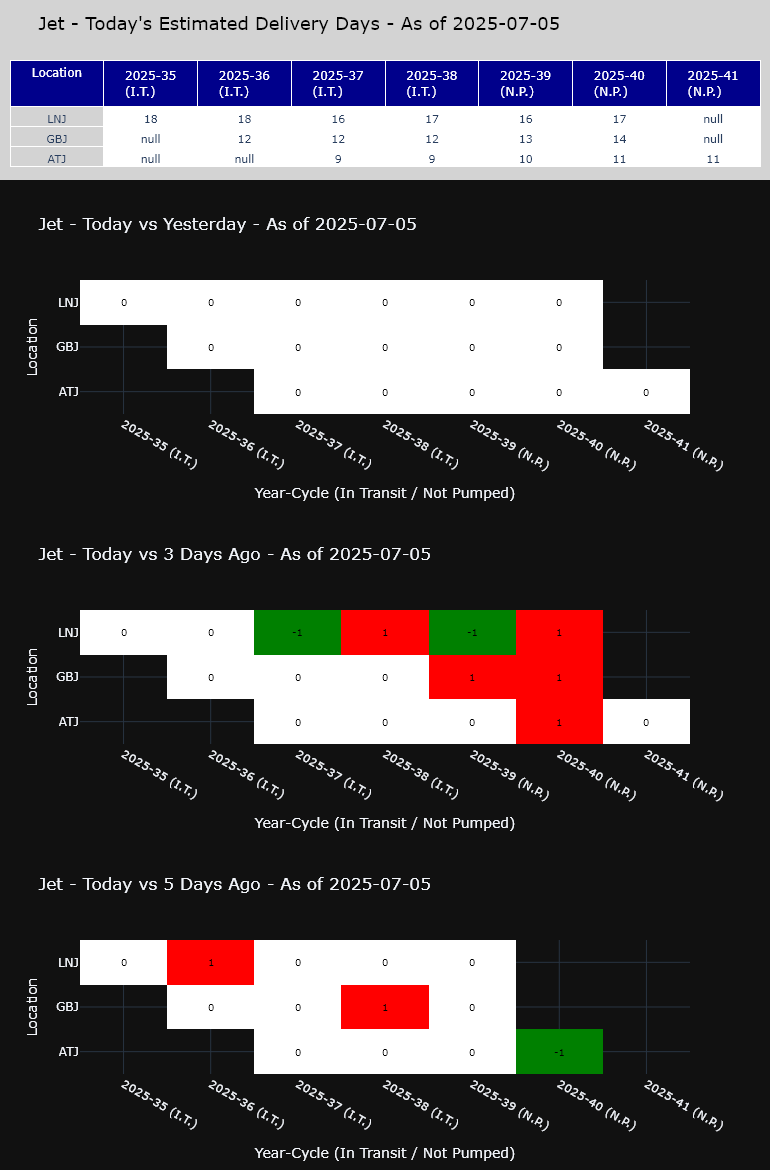 Jet - Today's Estimated Delivery Days - As of 2025-07-05
Location 2025-35 (I.T.) 2025-36 (I.T.) 2025-37 (I.T.) 2025-38 (I.T.) 2025-39 (N.P.) 2025-40 (N.P.) 2025-41 (N.P.)
LNJ 18 18 16 17 16 17 null
GBJ null 12 12 12 13 14 null
ATJ null null 9 9 10 11 11
Jet - Today vs Yesterday - As of 2025-07-05
Location
LNJ 0 0 0 0 0 0
GBJ 0 0 0 0 0
ATJ 0 0 0 0 0
2025-35 (I.T.) 2025-36 (I.T.) 2025-37 (I.T.) 2025-38 (I.T.) 2025-39 (N.P.) 2025-40 (N.P.) 2025-41 (N.P.)
Year-Cycle (In Transit / Not Pumped)
Jet - Today vs 3 Days Ago - As of 2025-07-05
Location
LNJ 0 0 -1 1 -1 1
GBJ 0 0 0 1 1
ATJ 0 0 0 1 0
2025-35 (I.T.) 2025-36 (I.T.) 2025-37 (I.T.) 2025-38 (I.T.) 2025-39 (N.P.) 2025-40 (N.P.) 2025-41 (N.P.)
Year-Cycle (In Transit / Not Pumped)
Jet - Today vs 5 Days Ago - As of 2025-07-05
Location
LNJ 0 1 0 0 0
GBJ 0 0 1 0
ATJ 0 0 0 -1
2025-35 (I.T.) 2025-36 (I.T.) 2025-37 (I.T.) 2025-38 (I.T.) 2025-39 (N.P.) 2025-40 (N.P.) 2025-41 (N.P.)
Year-Cycle (In Transit / Not Pumped)